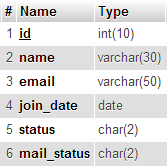 # Name Type
1 id int(10)
2 name varchar(30)
3 email varchar(50)
4 join_date date
5 status char(2)
6 mail_status char(2)